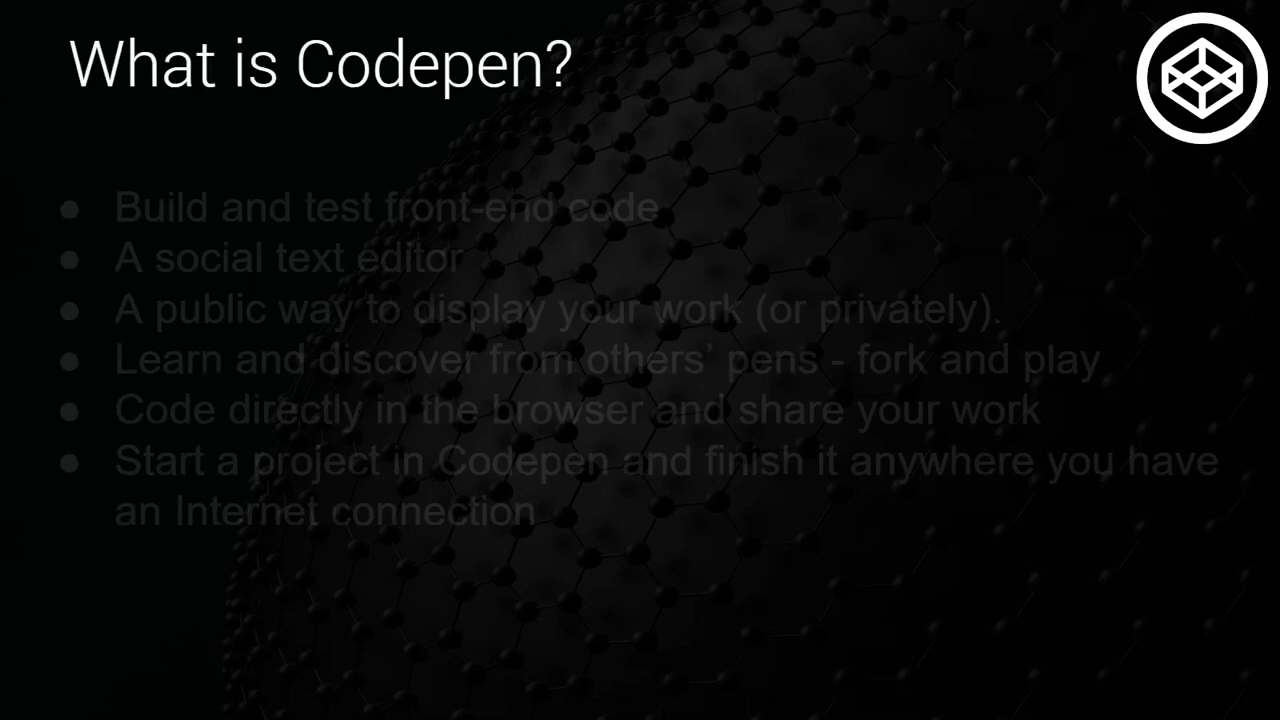 What is Codepen?
● Build and test front-end code
● A social text editor
● A public way to display your work (or privately).
● Learn and discover from others’ pens - fork and play
● Code directly in the browser and share your work
● Start a project in Codepen and finish it anywhere you have
an Internet connection